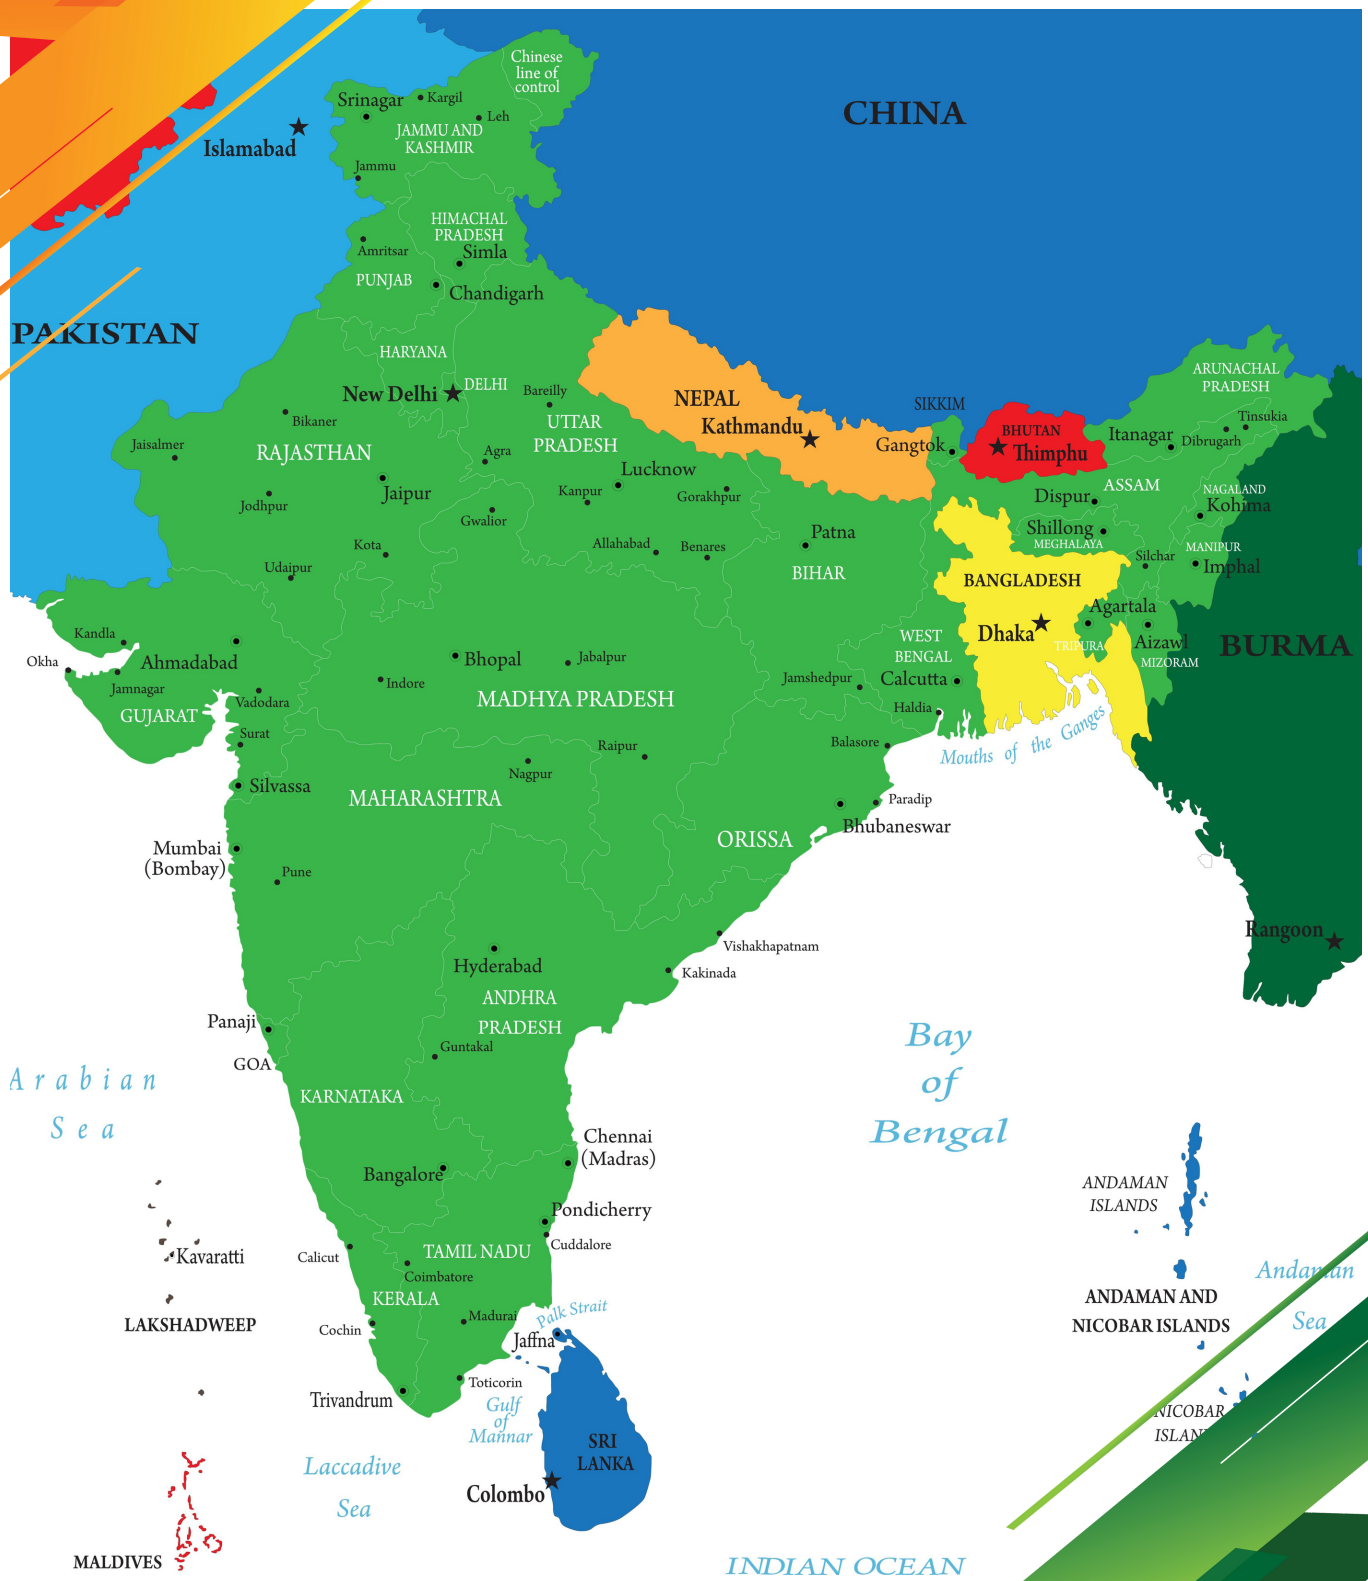 Chinese
line of
control
CHINA
Srinagar
Kargil
Leh
JAMMU AND
KASHMIR
Islamabad
Jammu
HIMACHAL
PRADESH
Simla
Amritsar
PUNJAB
Chandigarh
PAKISTAN
HARYANA
New Delhi
DELHI
Bareilly
UTTAR
PRADESH
NEPAL
Kathmandu
SIKKIM
Gangtok
BHUTAN
Thimphu
ARUNACHAL
PRADESH
Itanagar
Dibrugarh
Tinsukia
Bikaner
Jaisalmer
RAJASTHAN
Agra
Lucknow
Jaipur
Kanpur
Gorakhpur
Jodhpur
Gwalior
ASSAM
Dispur
NAGALAND
Kohima
Shillong
MEGHALAYA
Patna
Kota
Allahabad
Benares
Silchar
MANIPUR
Imphal
Udaipur
BIHAR
BANGLADESH
Agartala
Dhaka
TRIPURA
Aizawl
MIZORAM
BURMA
Kandla
Okha
Ahmadabad
Jamnagar
GUJARAT
Vadodara
Bhopal
Jabalpur
Indore
MADHYA PRADESH
WEST
BENGAL
Jamshedpur
Calcutta
Haldia
Mouths of the Ganges
Surat
Raipur
Balasore
Nagpur
Silvassa
MAHARASHTRA
Paradip
Bhubaneswar
ORISSA
Mumbai
(Bombay)
Pune
Rangoon
Vishakhapatnam
Hyderabad
Kakinada
ANDHRA
PRADESH
Panaji
GOA
Guntakal
KARNATAKA
Arabian
Sea
Bay
of
Bengal
Chennai
(Madras)
Bangalore
Pondicherry
Cuddalore
ANDAMAN
ISLANDS
Kavaratti
Calicut
TAMIL NADU
Coimbatore
KERALA
LAKSHADWEEP
Cochin
Madurai
Palk Strait
Jaffna
Andaman
Sea
ANDAMAN AND
NICOBAR ISLANDS
Trivandrum
Toticorin
Gulf
of
Mannar
NICOBAR
SRI
LANKA
Laccadive
Sea
Colombo
MALDIVES
INDIAN OCEAN